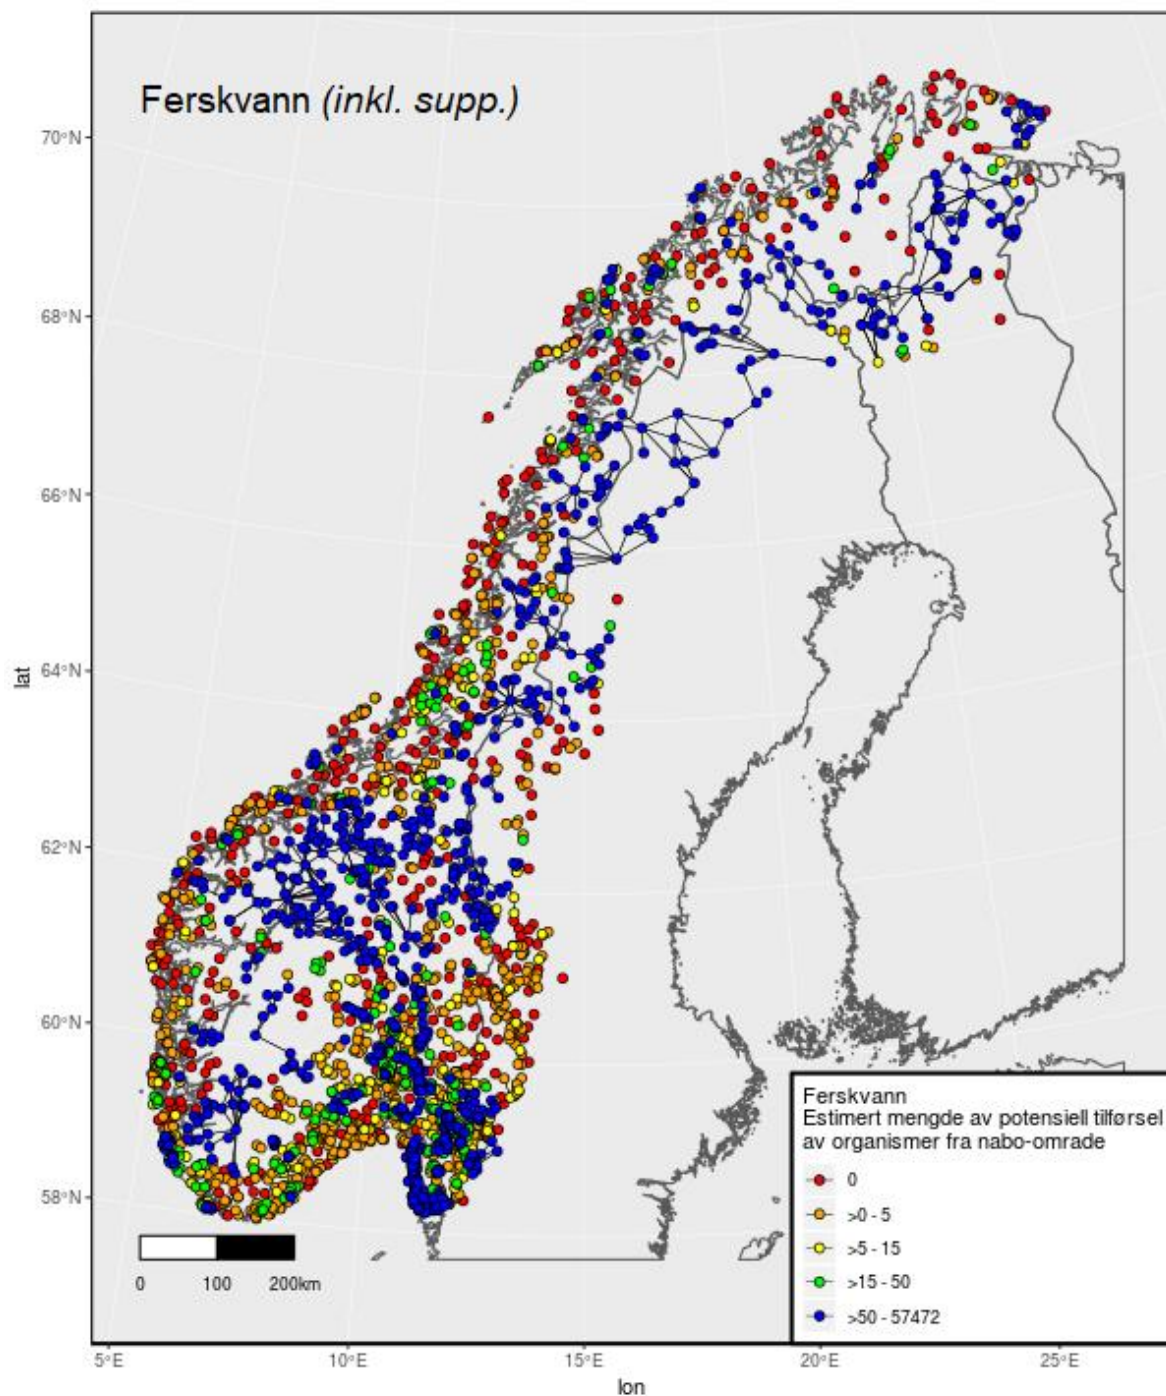 Ferskvann (inkl. supp.)
70°N
68°N
66°N
64°N
62°N
60°N
58°N
lat
0 100 200km
Ferskvann
Estimert mengde av potensiell tilførsel
av organismer fra nabo-område
0
>0 - 5
>5 - 15
>15 - 50
>50 - 57472
5°E 10°E 15°E 20°E 25°E
lon